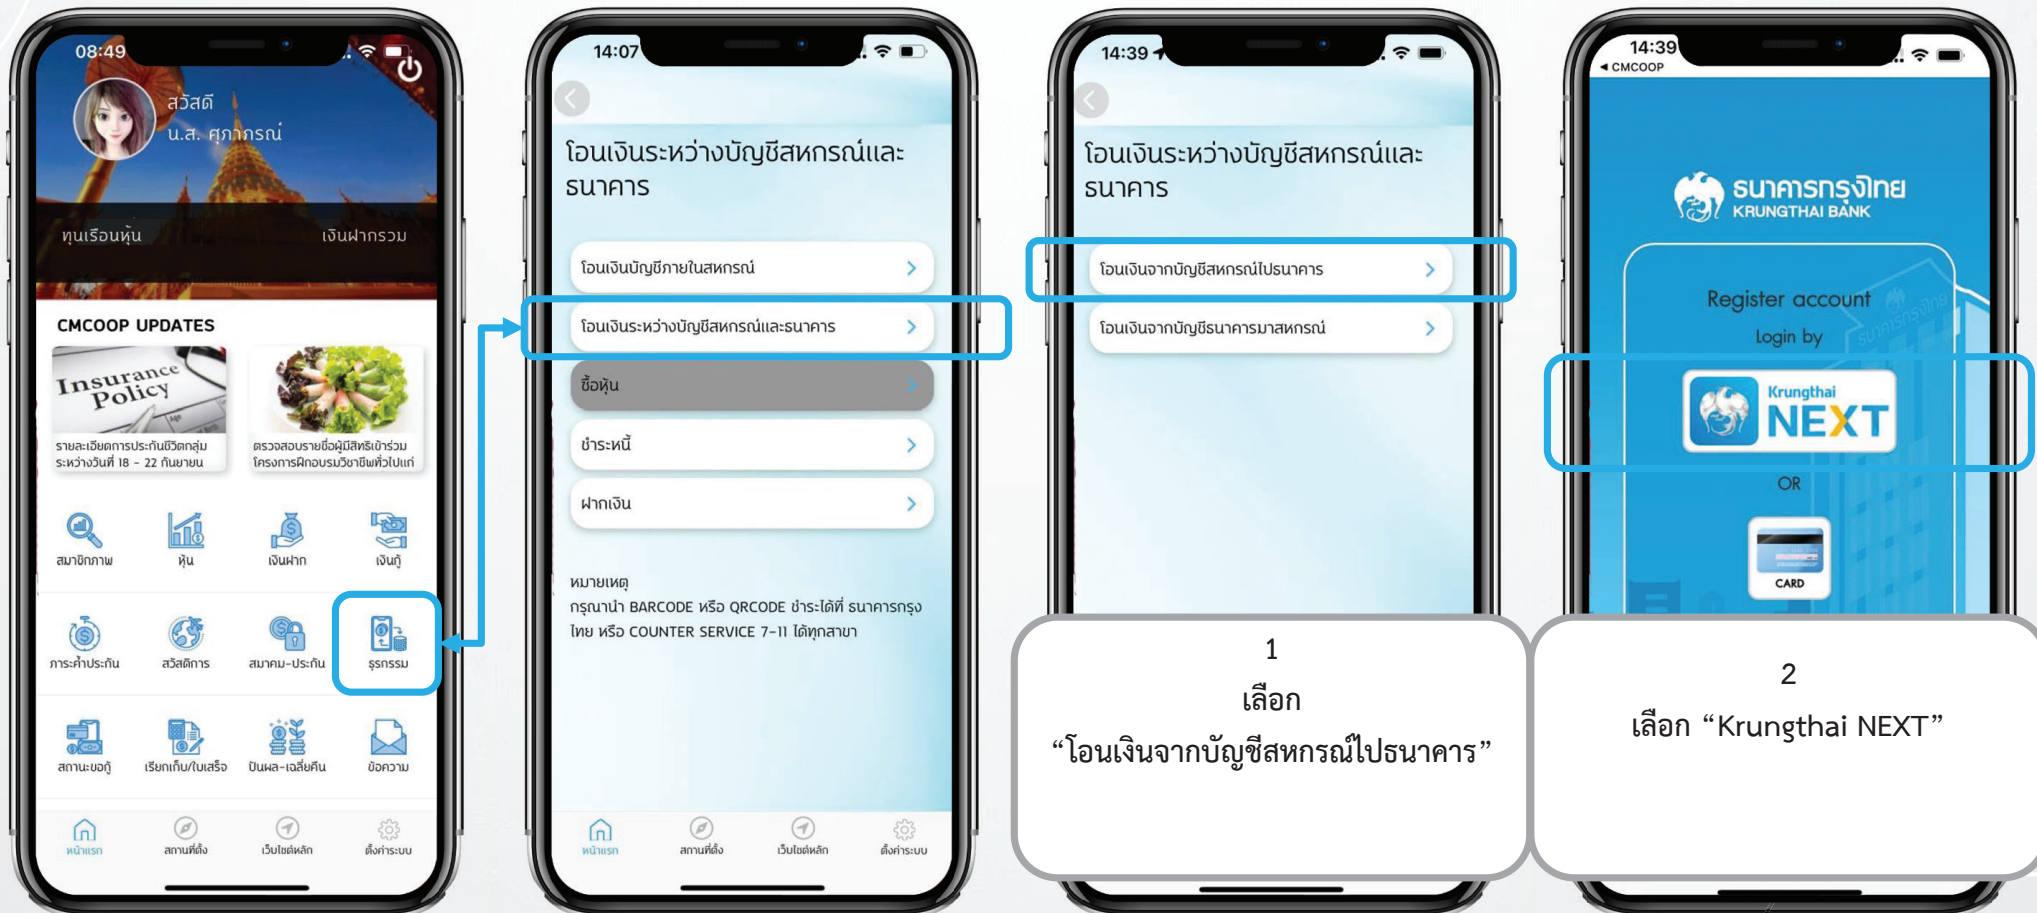 08:49
สวัสดี
น.ส. ศุภาภรณ์
ทุนเรือนหุ้น
เงินฝากรวม
CMCOOP UPDATES
Insurance
Policy
Age
รายละเอียดการประกันชีวิตกลุ่ม
ระหว่างวันที่ 18 - 22 กันยายน
ตรวจสอบรายชื่อผู้มีสิทธิเข้าร่วม
โครงการฝึกอบรมวิชาชีพทั่วไปแก่
สมาชิกภาพ
หุ้น
เงินฝาก
เงินกู้
ภาระค้ำประกัน
สวัสดิการ
สมาคม-ประกัน
ธุรกรรม
สถานะขอกู้
เรียกเก็บ/ใบเสร็จ
ปันผล-เฉลี่ยคืน
ข้อความ
หน้าแรก
สถานที่ตั้ง
เว็บไซต์หลัก
ตั้งค่าระบบ
14:07
โอนเงินระหว่างบัญชีสหกรณ์และ
ธนาคาร
โอนเงินบัญชีภายในสหกรณ์
โอนเงินระหว่างบัญชีสหกรณ์และธนาคาร
ซื้อหุ้น
ชำระหนี้
ฝากเงิน
หมายเหตุ
กรุณานำ BARCODE หรือ QRCODE ชำระได้ที่ ธนาคารกรุง
ไทย หรือ COUNTER SERVICE 7-11 ได้ทุกสาขา
หน้าแรก
สถานที่ตั้ง
เว็บไซต์หลัก
ตั้งค่าระบบ
14:39
โอนเงินระหว่างบัญชีสหกรณ์และ
ธนาคาร
โอนเงินจากบัญชีสหกรณ์ไปธนาคาร
โอนเงินจากบัญชีธนาคารมาสหกรณ์
1
เลือก
“โอนเงินจากบัญชีสหกรณ์ไปธนาคาร”
14:39
CMCOOP
ธนาคารกรุงไทย
KRUNGTHAI BANK
Register account
Login by
ธนาคารกรุงไทย
Krungthai
NEXT
OR
CARD
2
เลือก “Krungthai NEXT”